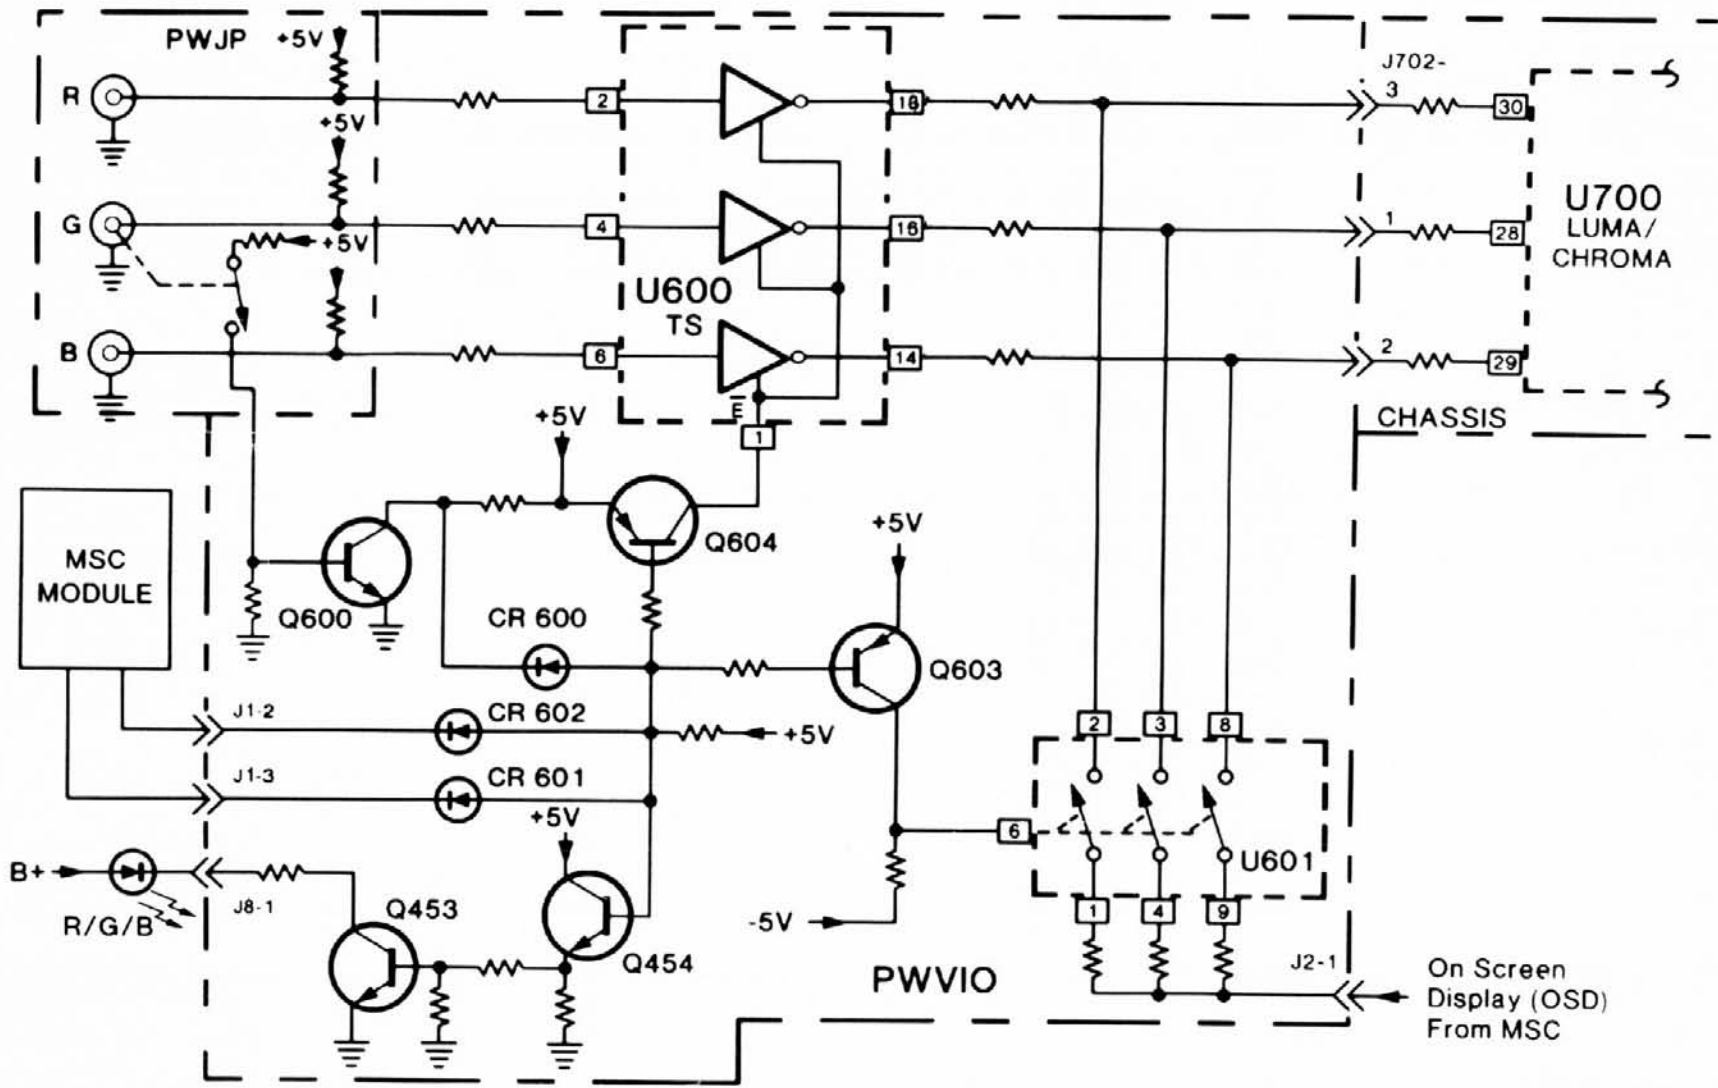 PWJP
+5V
R
2
18
J702-
3
30
+5V
G
4
16
1
28
U700
LUMA/
CHROMA
+5V
U600
TS
B
6
14
2
29
E
1
CHASSIS
+5V
MSC
MODULE
Q604
+5V
Q600
CR 600
Q603
J1-2
CR 602
+5V
2
3
8
J1-3
CR 601
+5V
6
U601
B+
J8-1
R/G/B
Q453
Q454
-5V
1
4
9
PWVIO
J2-1
On Screen
Display (OSD)
From MSC